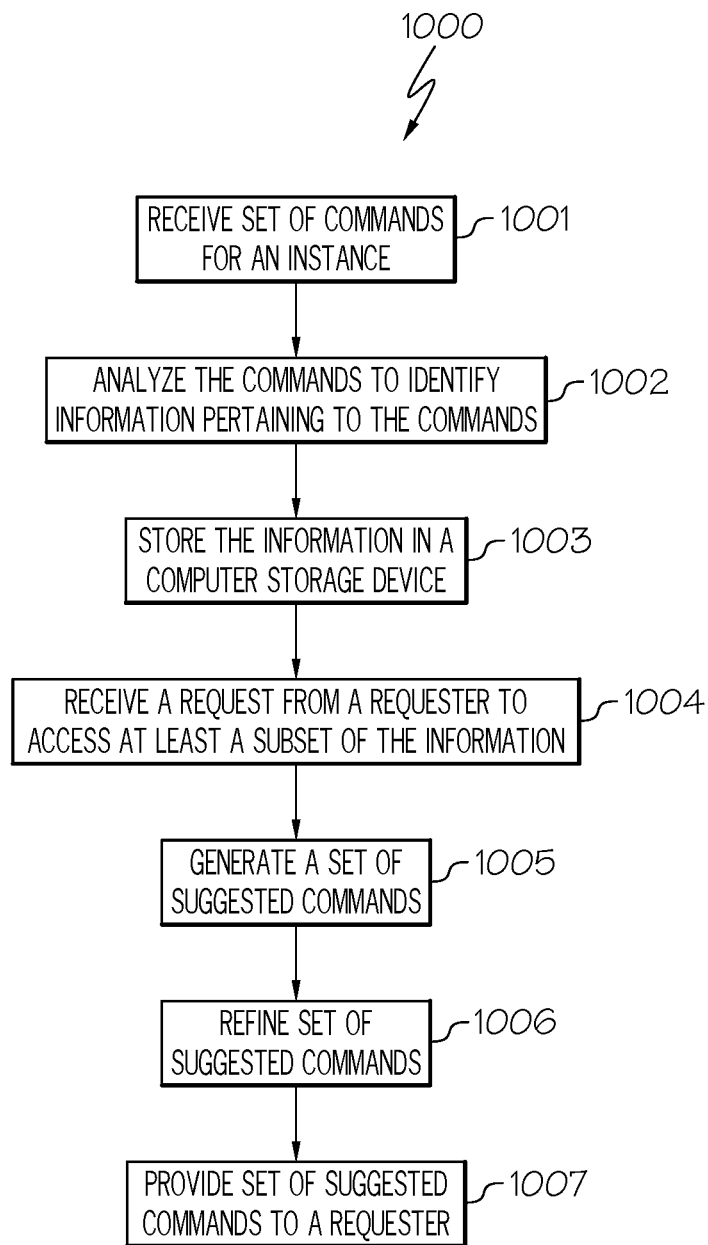 1000
RECEIVE SET OF COMMANDS
FOR AN INSTANCE
1001
ANALYZE THE COMMANDS TO IDENTIFY
INFORMATION PERTAINING TO THE COMMANDS
1002
STORE THE INFORMATION IN A
COMPUTER STORAGE DEVICE
1003
RECEIVE A REQUEST FROM A REQUESTER TO
ACCESS AT LEAST A SUBSET OF THE INFORMATION
1004
GENERATE A SET OF
SUGGESTED COMMANDS
1005
REFINE SET OF
SUGGESTED COMMANDS
1006
PROVIDE SET OF SUGGESTED
COMMANDS TO A REQUESTER
1007